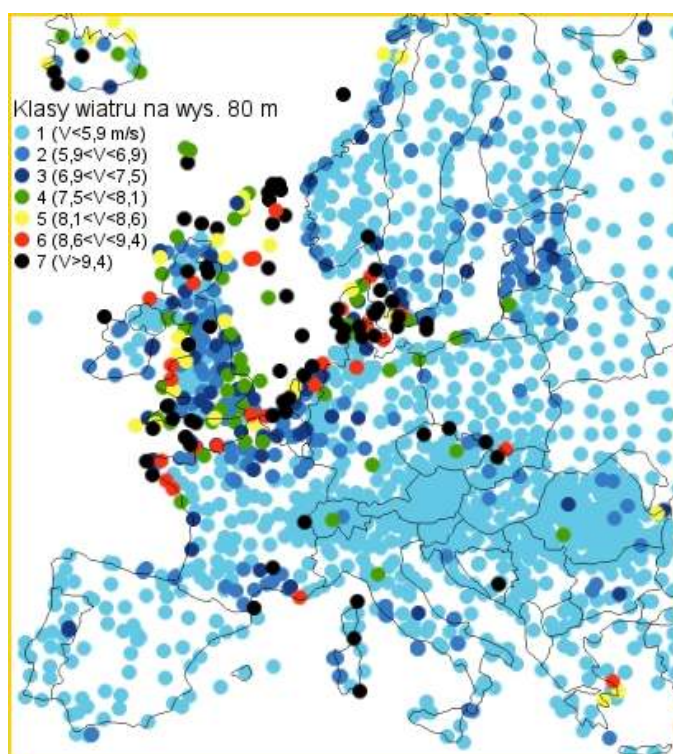 Klasy wiatru na wys. 80 m
1 (V<5,9 m/s)
2 (5,9<V<6,9)
3 (6,9<V<7,5)
4 (7,5<V<8,1)
5 (8,1<V<8,6)
6 (8,6<V<9,4)
7 (V>9,4)